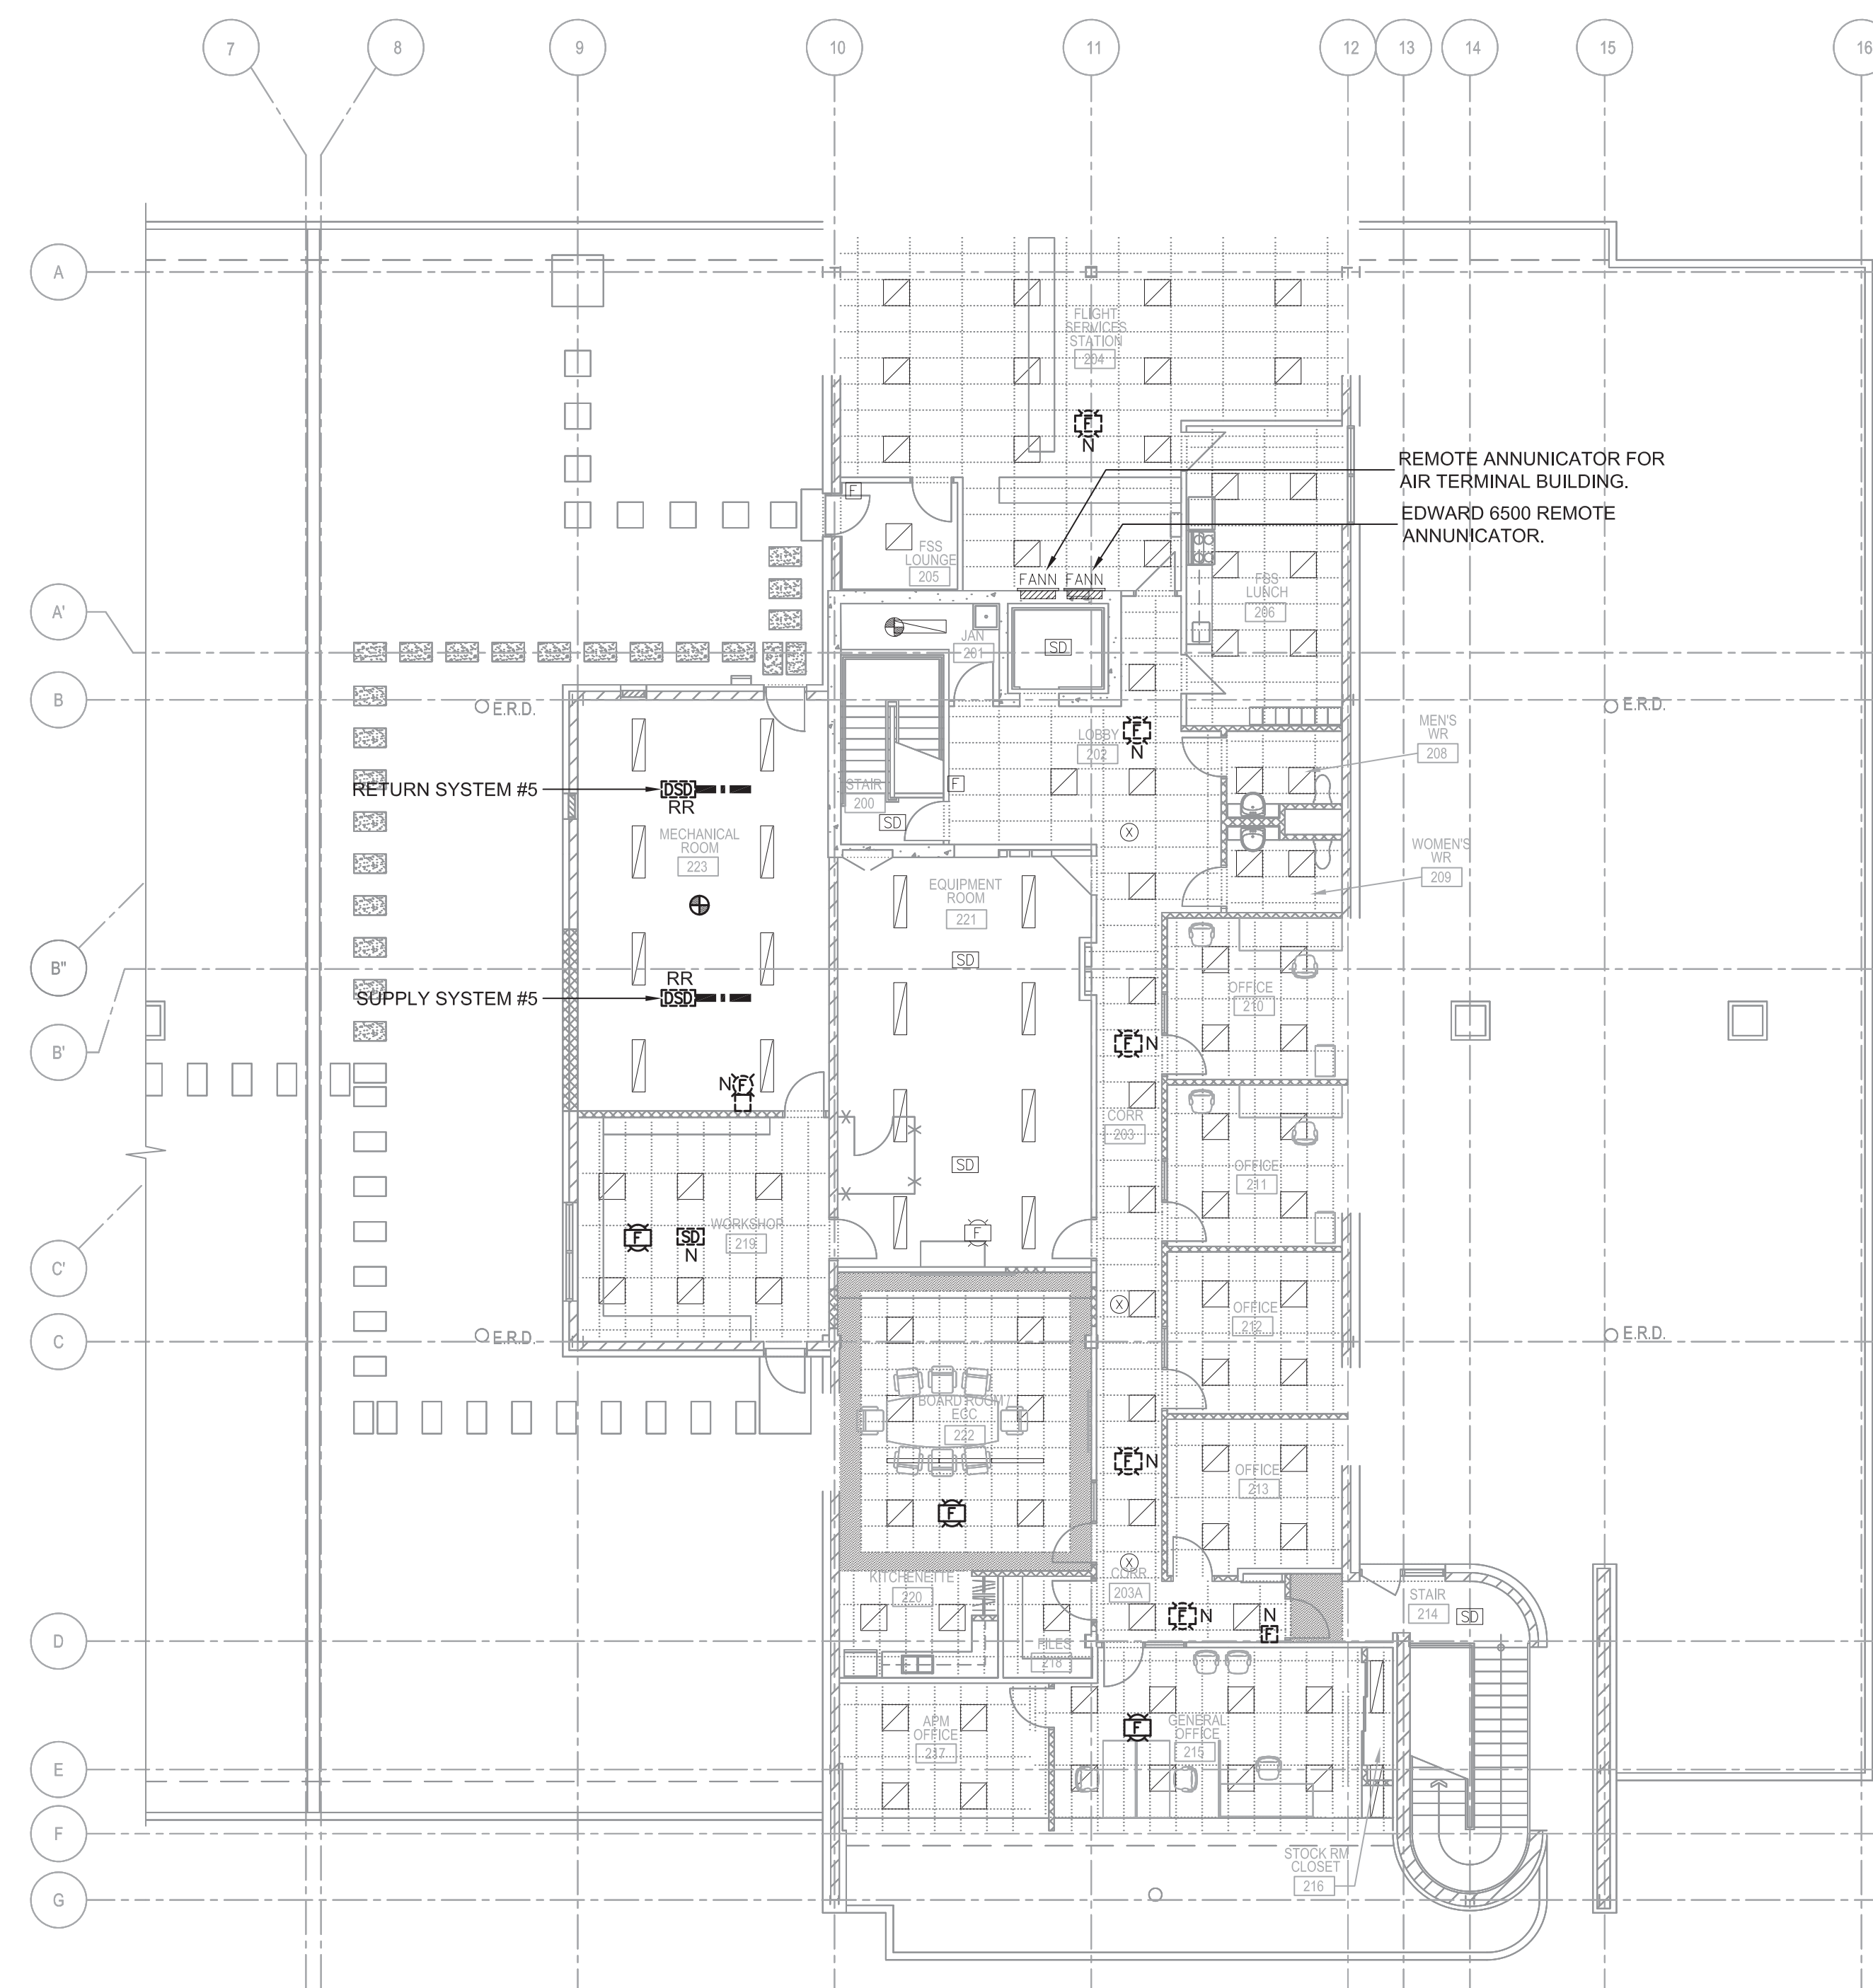 7
8
9
10
11
12
13
14
15
16
A
FLIGHT
SERVICES
STATION
204
F
N
REMOTE ANNUNICATOR FOR
AIR TERMINAL BUILDING.
EDWARD 6500 REMOTE
ANNUNICATOR.
F
FSS
LOUNGE
205
FANN
FANN
FSS
LUNCH
206
A'
JAN
201
SD
B
E.R.D.
E.R.D.
LOBBY
202
F
N
MEN'S
WR
208
RETURN SYSTEM #5
DSD
RR
STAIR
200
F
SD
X
MECHANICAL
ROOM
223
WOMEN'S
WR
209
EQUIPMENT
ROOM
221
SD
B"
RR
DSD
SUPPLY SYSTEM #5
OFFICE
210
B'
F N
N F
CORR
203
OFFICE
211
SD
F
SD
N
WORKSHOP
219
F
C'
X
OFFICE
212
C
E.R.D.
E.R.D.
BOARD ROOM /
EOC
222
F N
OFFICE
213
F
X
KITCHENETTE
220
CORR
203A
F N
N
F
STAIR
214
SD
D
FILES
218
APM
OFFICE
217
F
GENERAL
OFFICE
215
E
F
STOCK RM
CLOSET
216
G